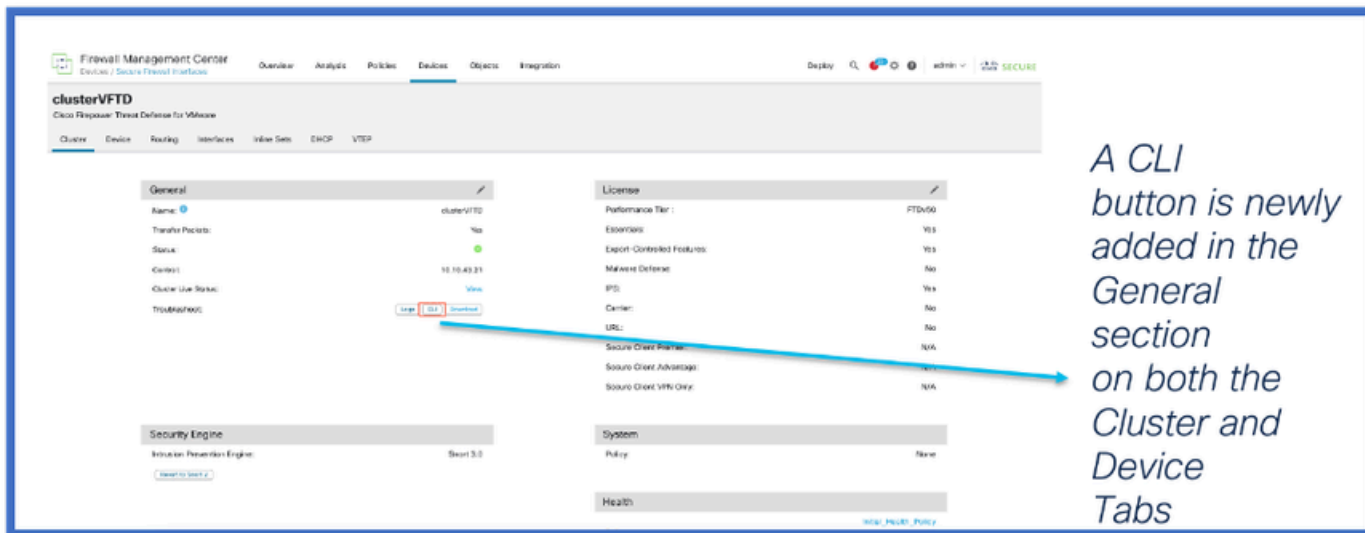 Firewall Management Center
Devices / Secure Firewall Interfaces
Overview Analysis Policies Devices Objects Integration
Deploy admin SECURE
clusterVFTD
Cisco Firepower Threat Defense for VMware
Cluster Device Routing Interfaces Inline Sets DHCP VTEP
General
Name: clusterVFTD
Transfer Packets: Yes
Status:
Control: 10.10.43.21
Cluster Live Status: View
Troubleshoot: Logs CLI Download
License
Performance Tier : FTDv50
Essentials: Yes
Export-Controlled Features: Yes
Malware Defense: No
IPS: Yes
Carrier: No
URL: No
Secure Client Premier: N/A
Secure Client Advantage: N/A
Secure Client VPN Only: N/A
Security Engine
Intrusion Prevention Engine: Snort 3.0
Revert to Snort 2
System
Policy: None
Health
Initial_Health_Policy
A CLI
button is newly
added in the
General
section
on both the
Cluster and
Device
Tabs